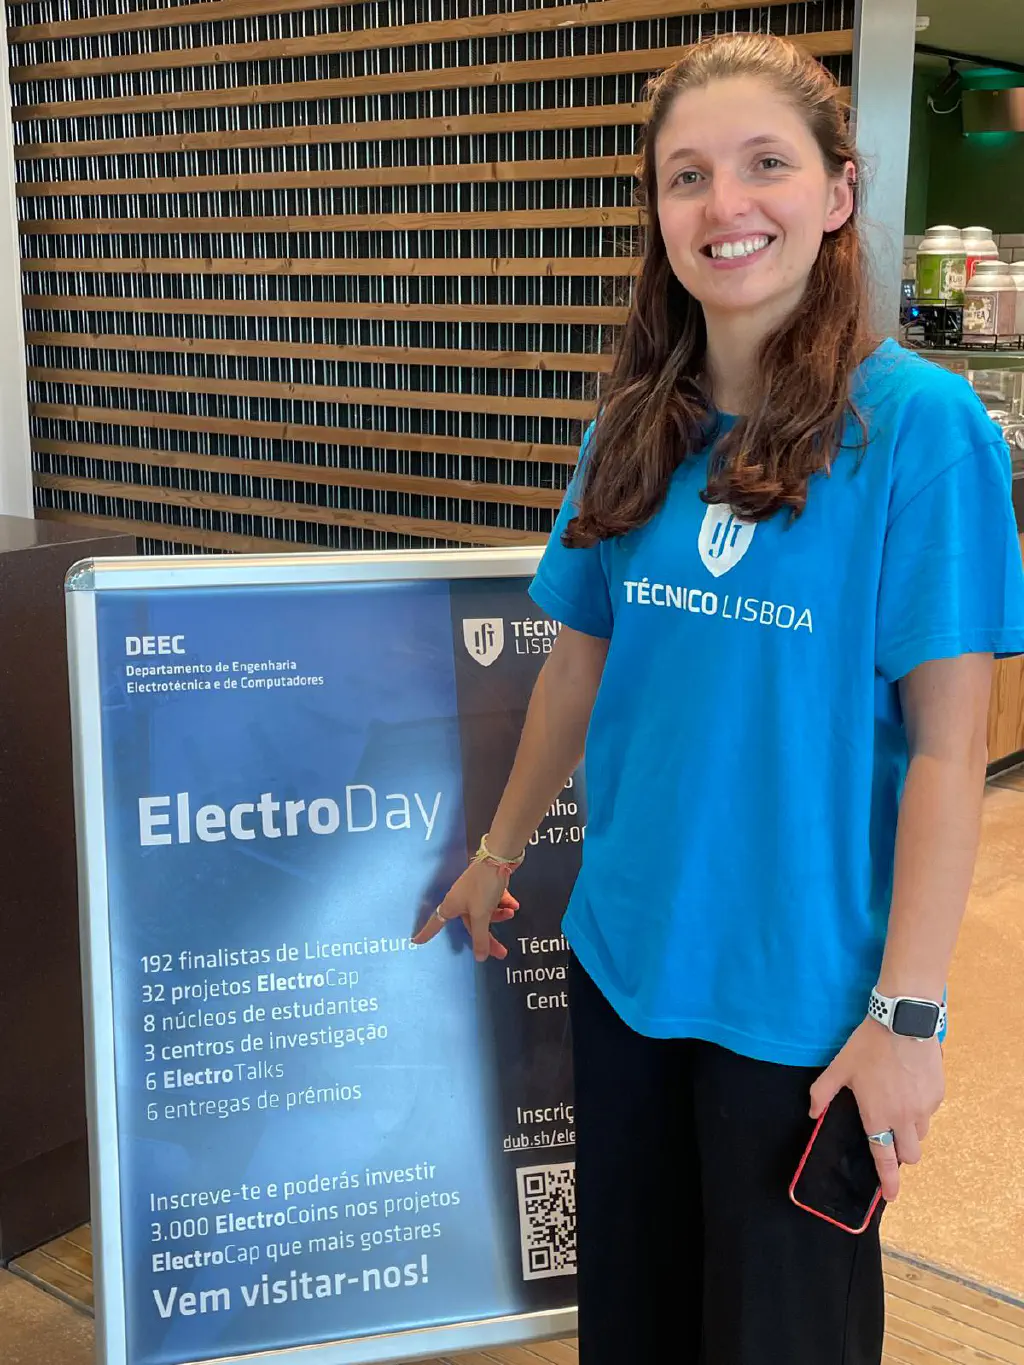 DEEC
Departamento de Engenharia
Electrotécnica e de Computadores
TÉCNICO LISBOA
ElectroDay
192 finalistas de Licenciatura
32 projetos ElectroCap
8 núcleos de estudantes
3 centros de investigação
6 ElectroTalks
6 entregas de prémios
Inscreve-te e poderás investir
3.000 ElectroCoins nos projetos
ElectroCap que mais gostares
Vem visitar-nos!
IST
TÉCNICO LISBOA